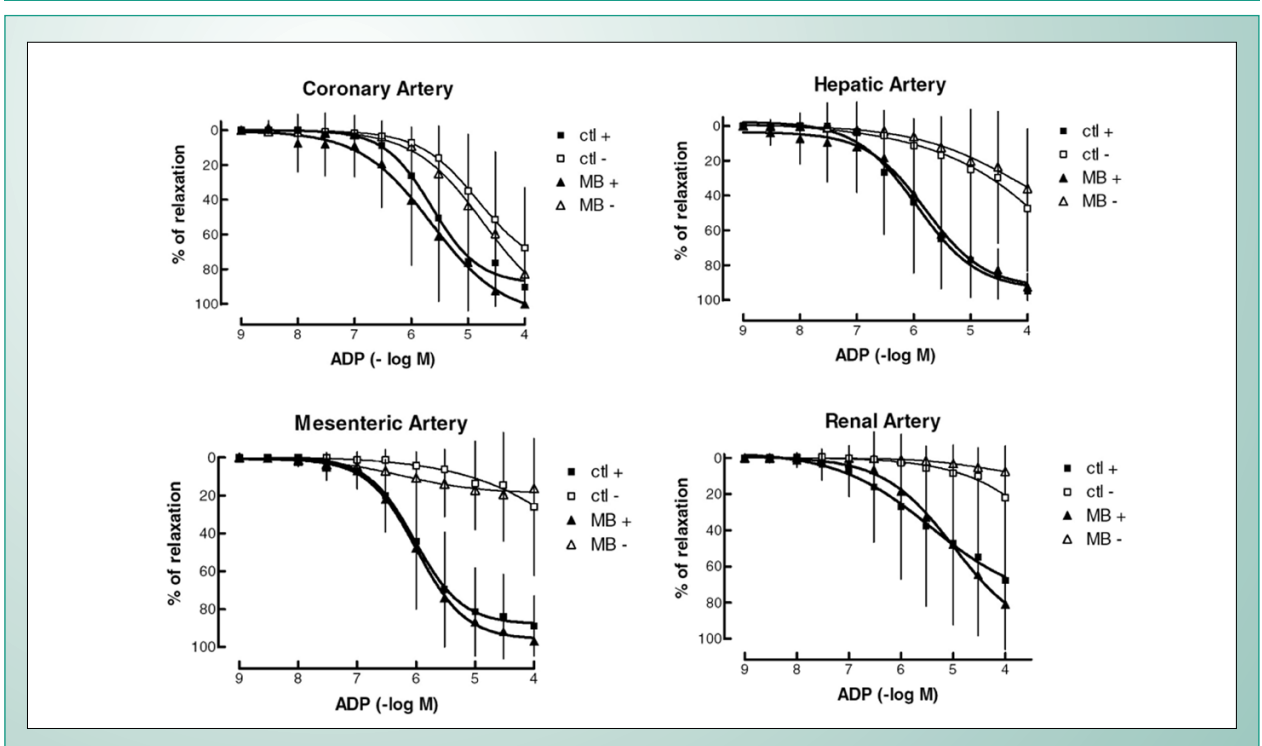 Coronary Artery
0
20
40
60
80
100
% of relaxation
9 8 7 6 5 4
ADP (- log M)
ctl +
ctl -
MB +
MB -
Hepatic Artery
0
20
40
60
80
100
% of relaxation
9 8 7 6 5 4
ADP (-log M)
ctl +
ctl -
MB +
MB -
Mesenteric Artery
0
20
40
60
80
100
% of relaxation
9 8 7 6 5 4
ADP (-log M)
ctl +
ctl -
MB +
MB -
Renal Artery
0
20
40
60
80
100
% of relaxation
9 8 7 6 5 4
ADP (-log M)
ctl +
ctl -
MB +
MB -